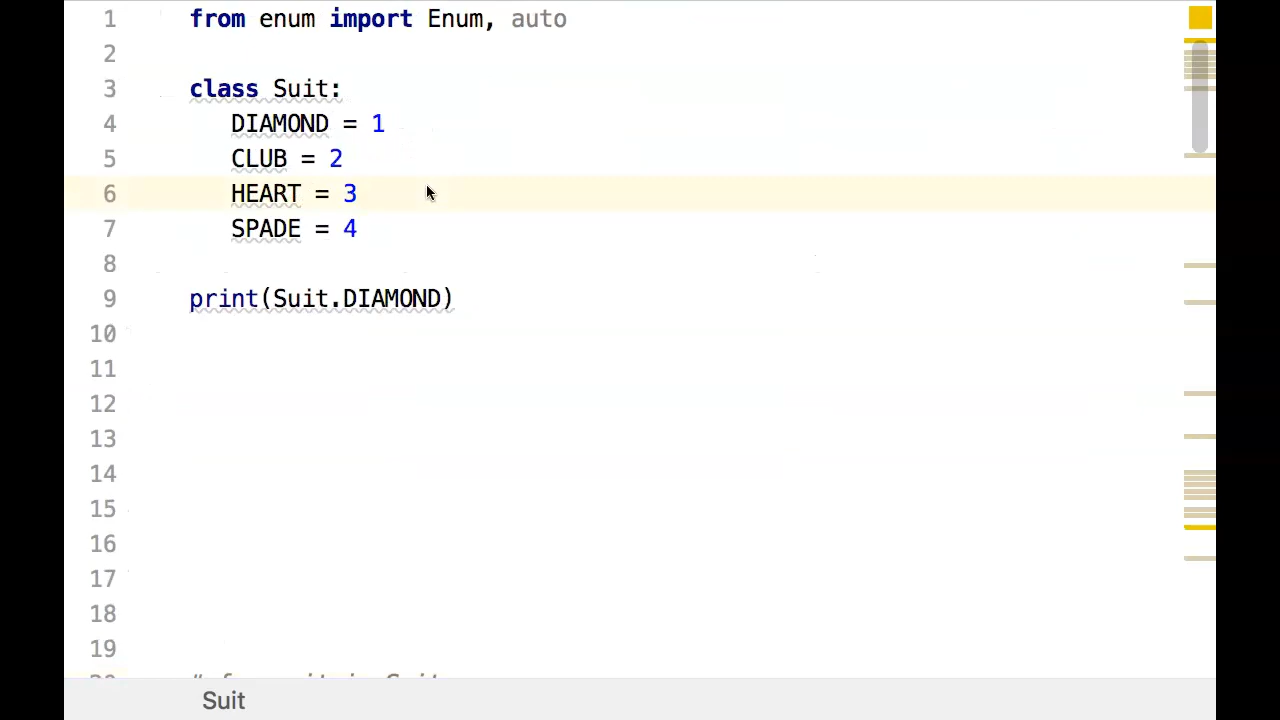 1 from enum import Enum, auto
2
3 class Suit:
4 DIAMOND = 1
5 CLUB = 2
6 HEART = 3
7 SPADE = 4
8
9 print(Suit.DIAMOND)
10
11
12
13
14
15
16
17
18
19
Suit